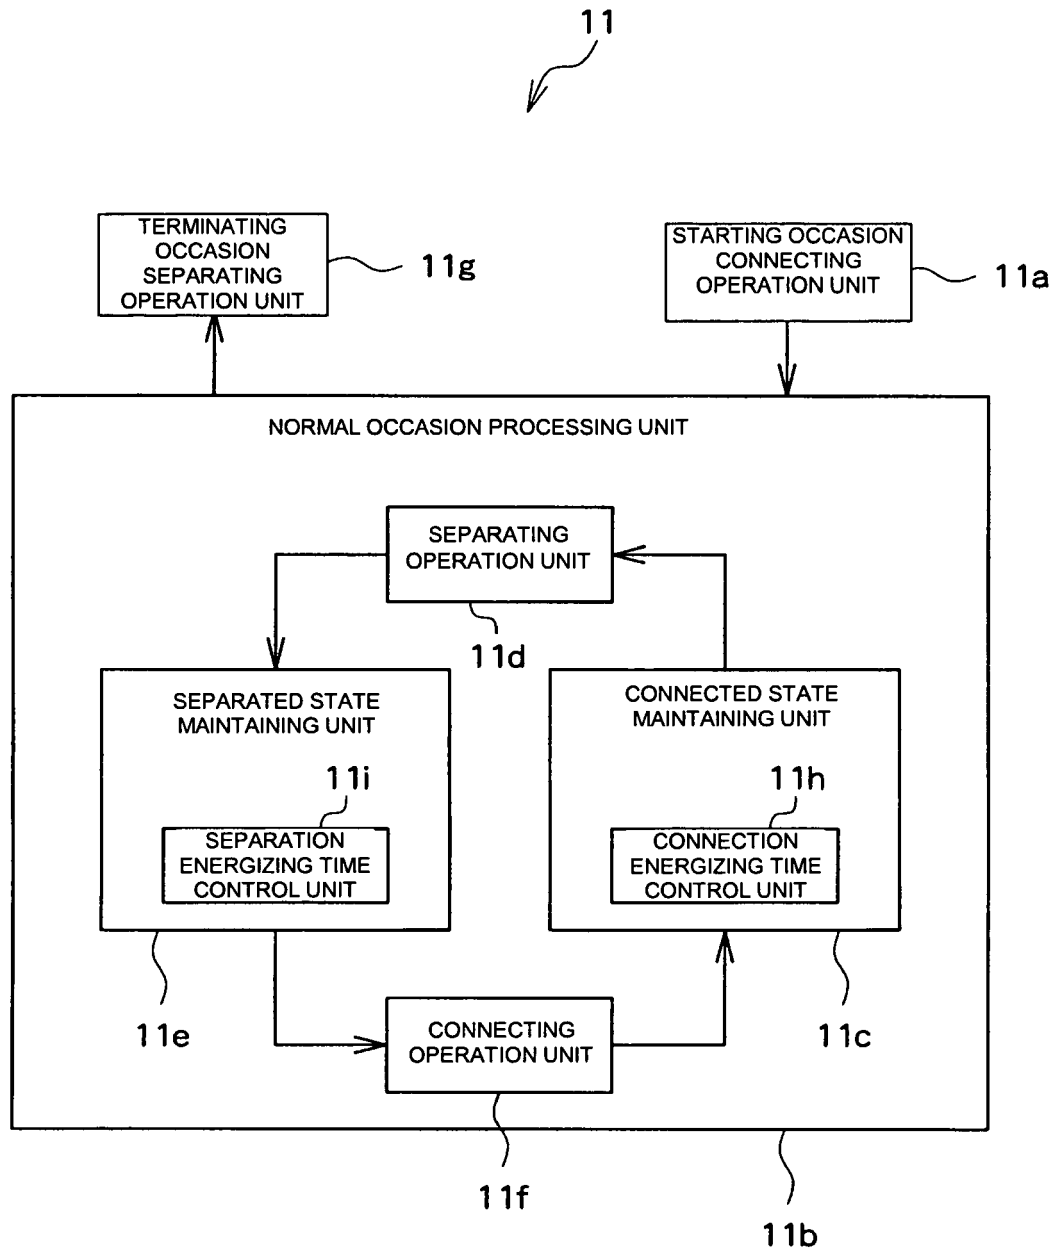 11
TERMINATING
OCCASION
SEPARATING
OPERATION UNIT
11g
STARTING OCCASION
CONNECTING
OPERATION UNIT
11a
NORMAL OCCASION PROCESSING UNIT
SEPARATING
OPERATION UNIT
11d
SEPARATED STATE
MAINTAINING UNIT
11i
SEPARATION
ENERGIZING TIME
CONTROL UNIT
11e
CONNECTED STATE
MAINTAINING UNIT
11h
CONNECTION
ENERGIZING TIME
CONTROL UNIT
11c
CONNECTING
OPERATION UNIT
11f
11b